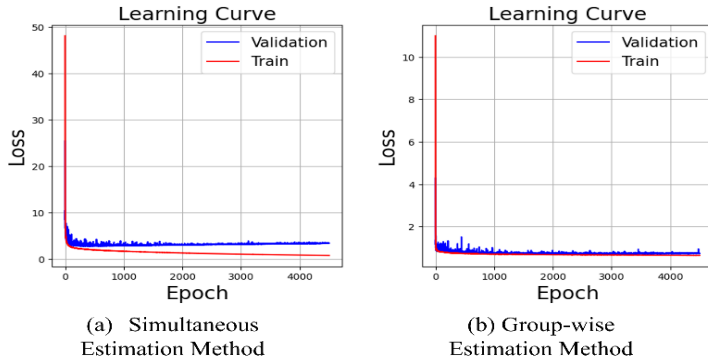 Learning Curve
50
40
30
20
10
0
Loss
Validation
Train
0 1000 2000 3000 4000
Epoch
(a) Simultaneous
Estimation Method
Learning Curve
10
8
6
4
2
Loss
Validation
Train
0 1000 2000 3000 4000
Epoch
(b) Group-wise
Estimation Method